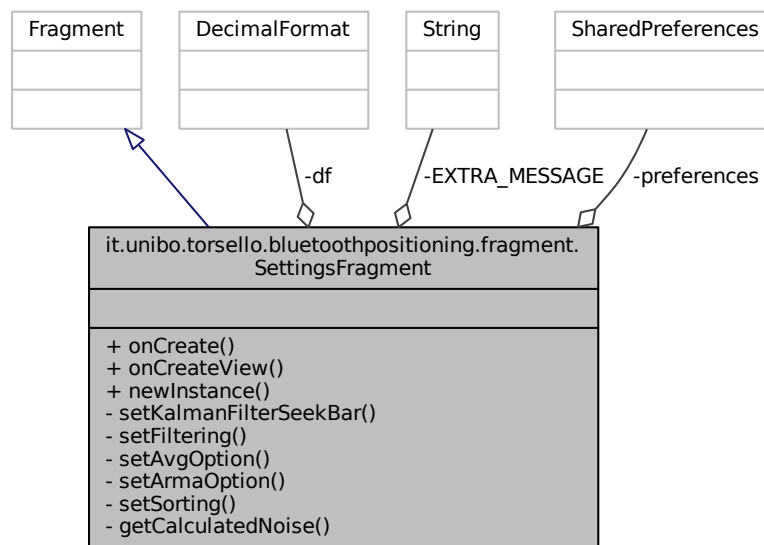 Fragment
DecimalFormat
String
SharedPreferences
-df
-EXTRA_MESSAGE
-preferences
it.unibo.torsello.bluetoothpositioning.fragment.
SettingsFragment
+ onCreate()
+ onCreateView()
+ newInstance()
- setKalmanFilterSeekBar()
- setFiltering()
- setAvgOption()
- setArmaOption()
- setSorting()
- getCalculatedNoise()